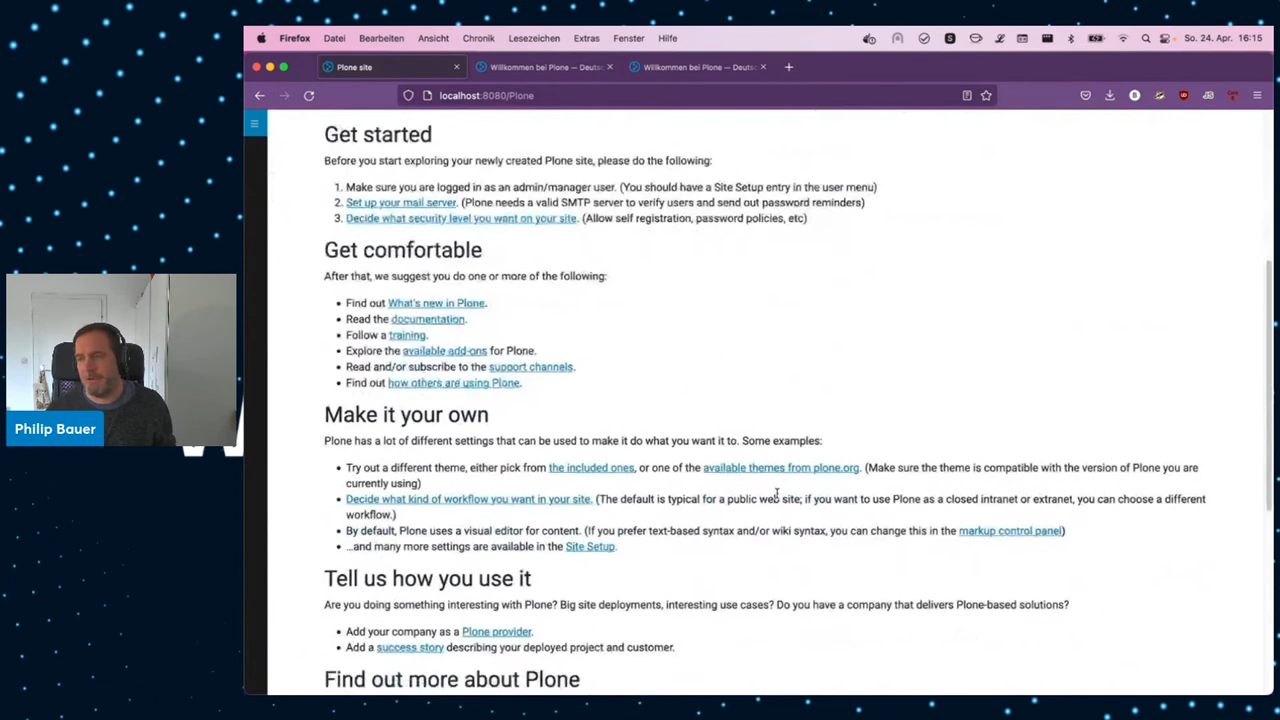 Firefox Datei Bearbeiten Ansicht Chronik Lesezeichen Extras Fenster Hilfe So. 24. Apr. 16:15
Plone site
Willkommen bei Plone — Deuts
Willkommen bei Plone — Deuts
localhost:8080/Plone
Get started
Before you start exploring your newly created Plone site, please do the following:
1. Make sure you are logged in as an admin/manager user. (You should have a Site Setup entry in the user menu)
2. Set up your mail server. (Plone needs a valid SMTP server to verify users and send out password reminders)
3. Decide what security level you want on your site. (Allow self registration, password policies, etc)
Get comfortable
After that, we suggest you do one or more of the following:
• Find out What's new in Plone.
• Read the documentation.
• Follow a training.
• Explore the available add-ons for Plone.
• Read and/or subscribe to the support channels.
• Find out how others are using Plone.
Make it your own
Plone has a lot of different settings that can be used to make it do what you want it to. Some examples:
• Try out a different theme, either pick from the included ones, or one of the available themes from plone.org. (Make sure the theme is compatible with the version of Plone you are
currently using)
• Decide what kind of workflow you want in your site. (The default is typical for a public web site; if you want to use Plone as a closed intranet or extranet, you can choose a different
workflow.)
• By default, Plone uses a visual editor for content. (If you prefer text-based syntax and/or wiki syntax, you can change this in the markup control panel)
• …and many more settings are available in the Site Setup.
Tell us how you use it
Are you doing something interesting with Plone? Big site deployments, interesting use cases? Do you have a company that delivers Plone-based solutions?
• Add your company as a Plone provider.
• Add a success story describing your deployed project and customer.
Find out more about Plone
Philip Bauer